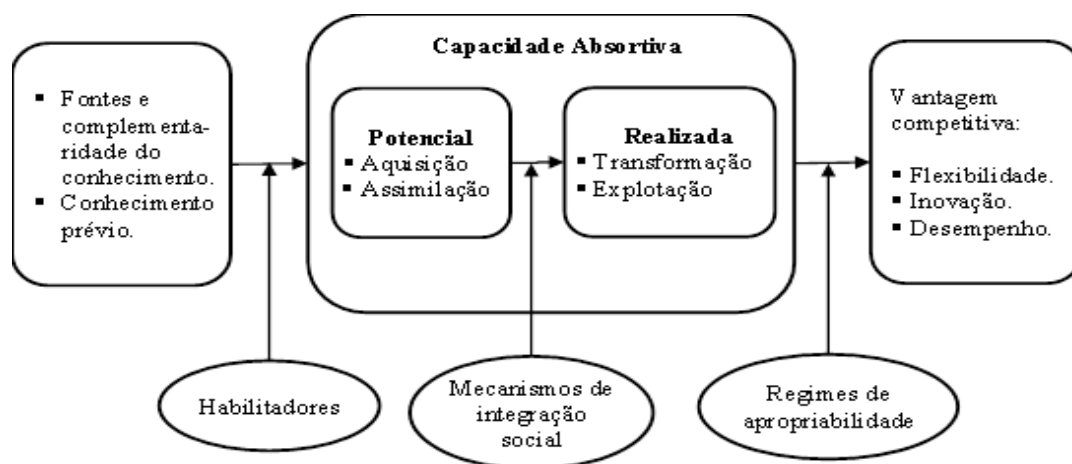 Capacidade Absortiva
▪ Fontes e
complementa-
ridade do
conhecimento.
▪ Conhecimento
prévio.
Potencial
▪ Aquisição
▪ Assimilação
Realizada
▪ Transformação
▪ Explotação
Vantagem
competitiva:
▪ Flexibilidade.
▪ Inovação.
▪ Desempenho.
Habilitadores
Mecanismos de
integração
social
Regimes de
apropriabilidade